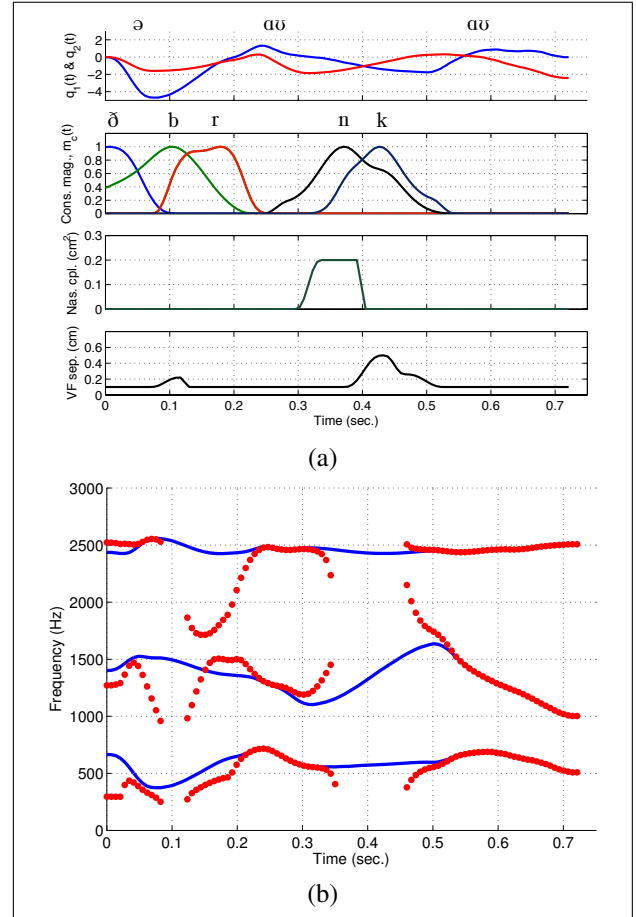 ə ɑʊ ɑʊ
q₁(t) & q₂(t)
2
0
−2
−4
ð b r n k
Cons. mag., m_c(t)
1
0.8
0.6
0.4
0.2
0
Nas. cpl. (cm²)
0.3
0.2
0.1
0
VF sep. (cm)
0.6
0.4
0.2
0
0 0.1 0.2 0.3 0.4 0.5 0.6 0.7
Time (sec.)
(a)
Frequency (Hz)
3000
2500
2000
1500
1000
500
0
0 0.1 0.2 0.3 0.4 0.5 0.6 0.7
Time (sec.)
(b)